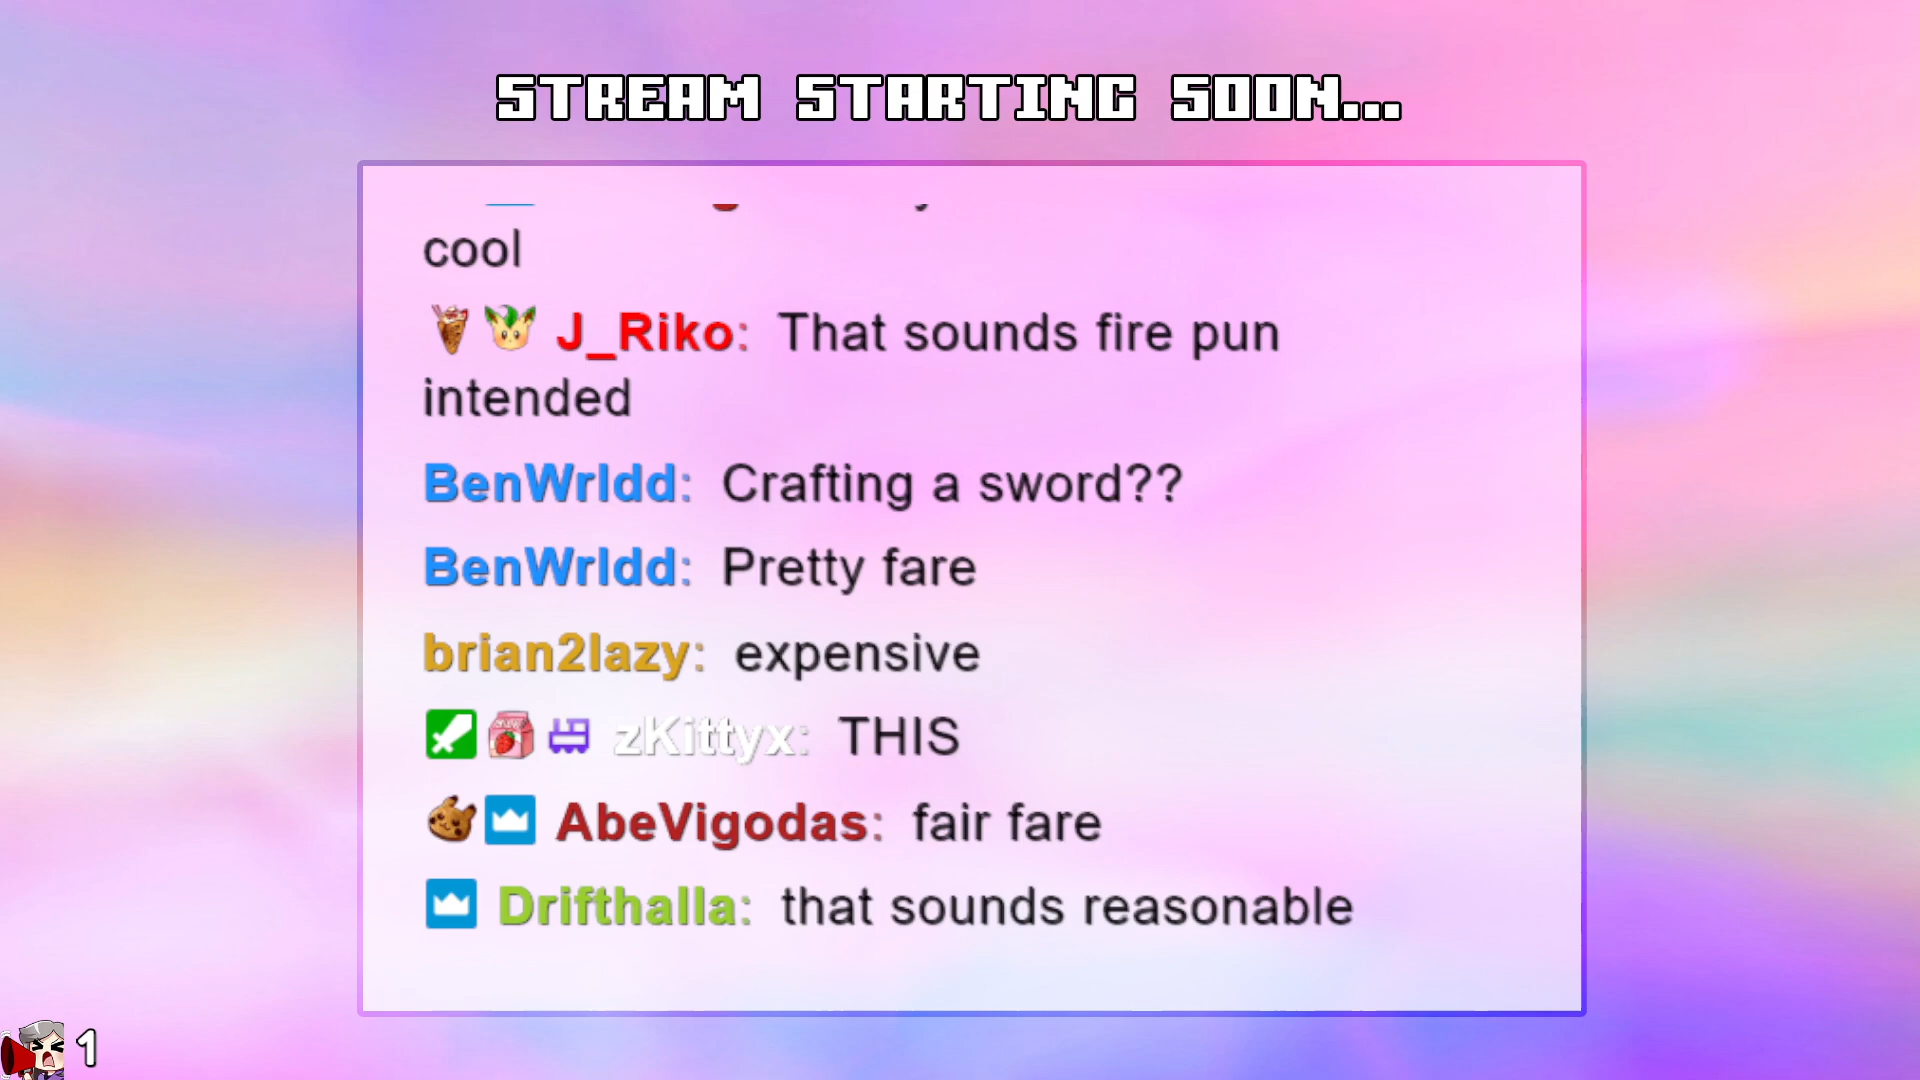 STREAM STARTING SOON...
cool
J_Riko: That sounds fire pun
intended
BenWrldd: Crafting a sword??
BenWrldd: Pretty fare
brian2lazy: expensive
zKittyx: THIS
AbeVigodas: fair fare
Drifthalla: that sounds reasonable
1